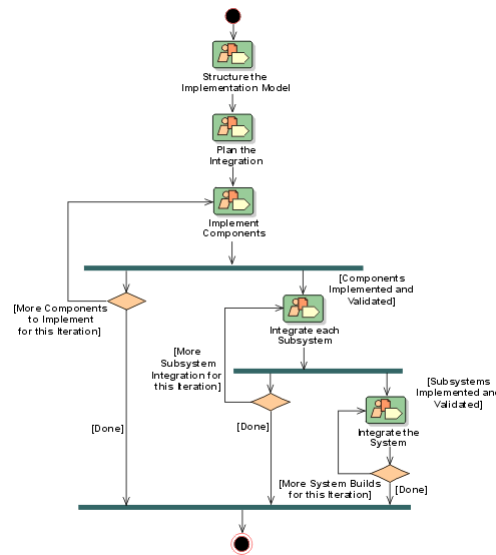 Structure the
Implementation Model
Plan the
Integration
Implement
Components
[Components
Implemented and
Validated]
[More Components
to Implement
for this Iteration]
Integrate each
Subsystem
[More
Subsystem
Integration for
this Iteration]
[Subsystems
Implemented and
Validated]
[Done]
[Done]
Integrate the
System
[More System Builds
for this Iteration]
[Done]